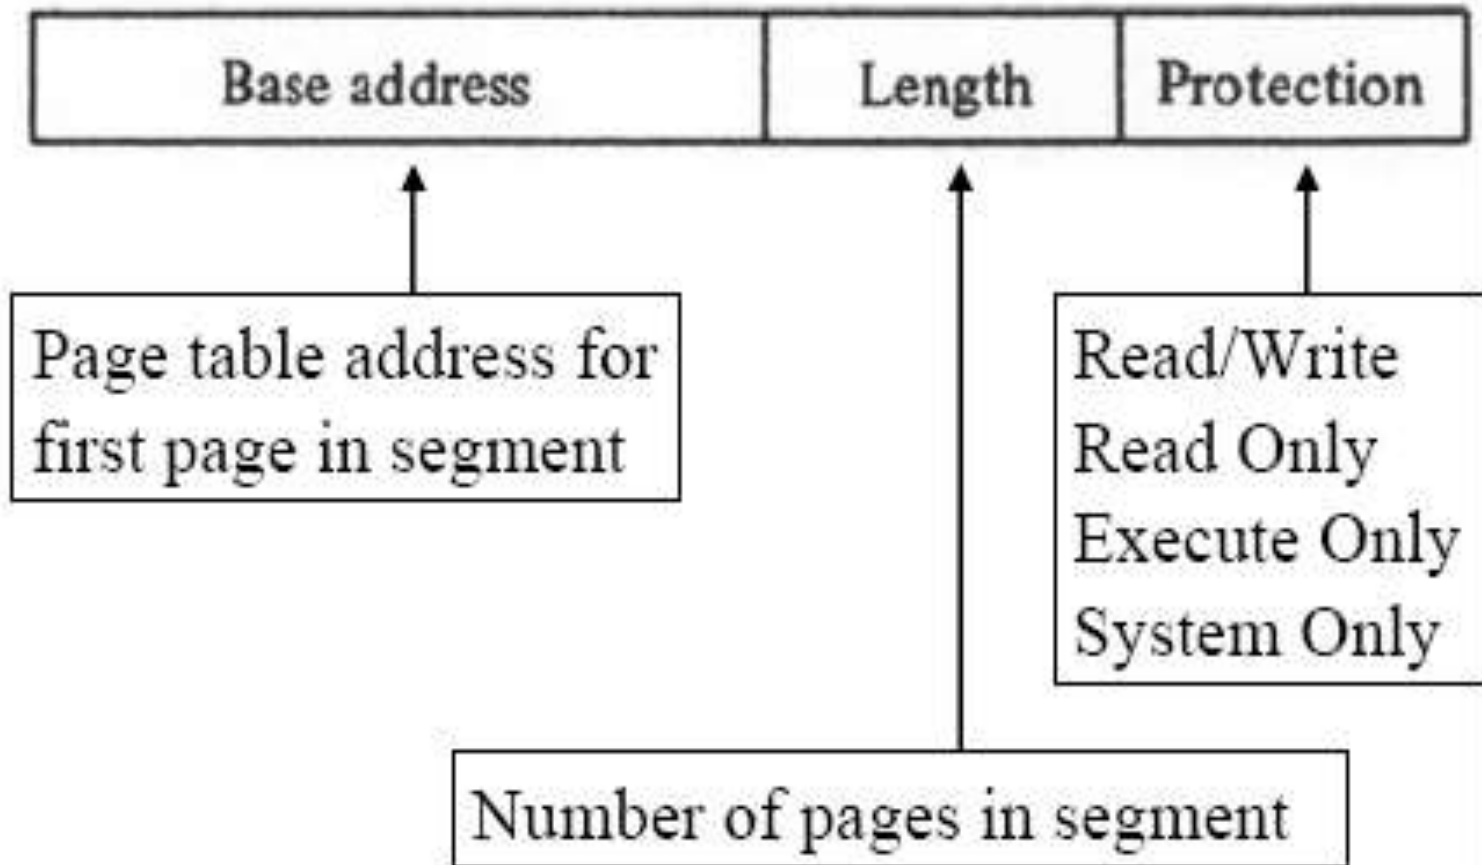 Base address Length Protection
Page table address for
first page in segment
Read/Write
Read Only
Execute Only
System Only
Number of pages in segment